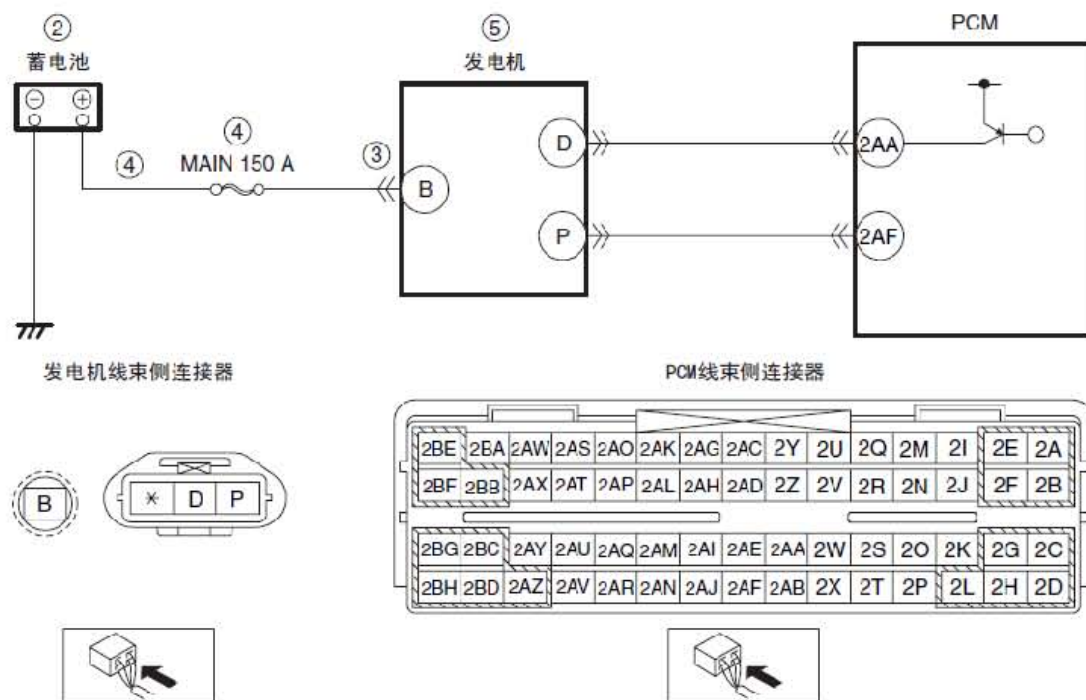 ② ⑤ PCM
蓄电池 发电机
⊖ ⊕
④
④ MAIN 150 A ③ B
D 2AA
P 2AF
发电机线束侧连接器 PCM线束侧连接器
2BE 2BA 2AW 2AS 2AO 2AK 2AG 2AC 2Y 2U 2Q 2M 2I 2E 2A
2BF 2BB 2AX 2AT 2AP 2AL 2AH 2AD 2Z 2V 2R 2N 2J 2F 2B
B * D P
2BG 2BC 2AY 2AU 2AQ 2AM 2AI 2AE 2AA 2W 2S 2O 2K 2G 2C
2BH 2BD 2AZ 2AV 2AR 2AN 2AJ 2AF 2AB 2X 2T 2P 2L 2H 2D